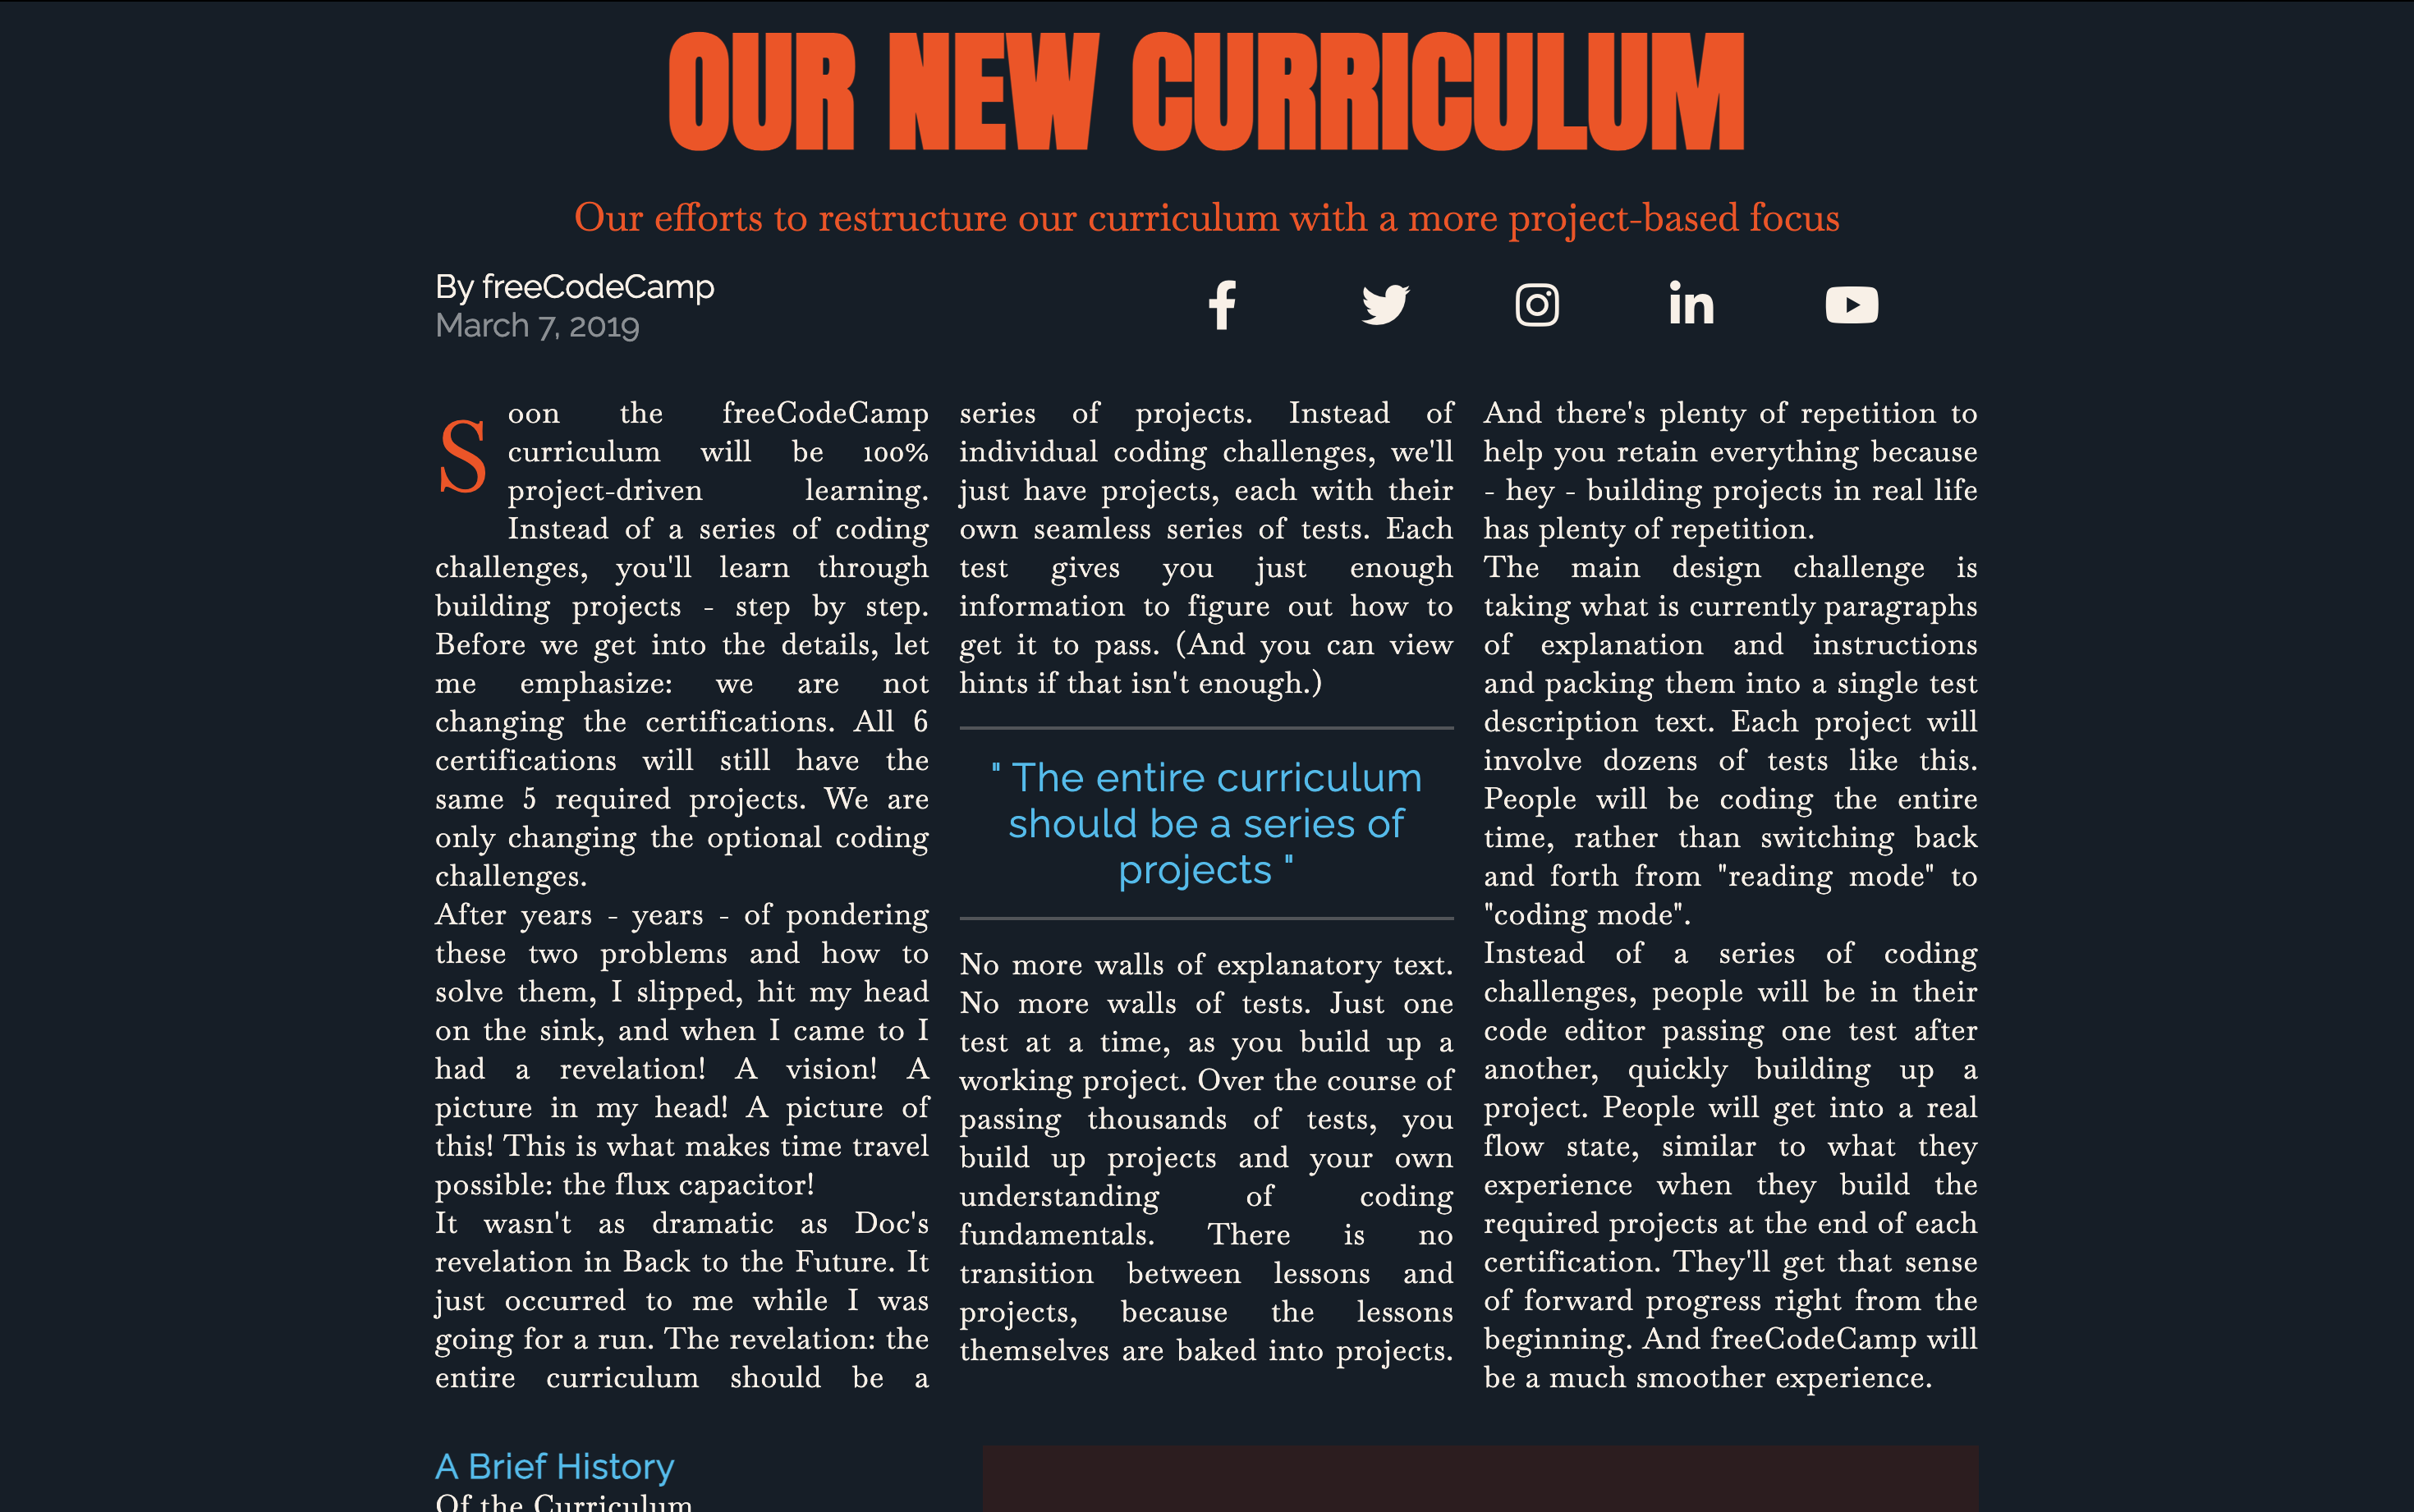 OUR NEW CURRICULUM
Our efforts to restructure our curriculum with a more project-based focus
By freeCodeCamp
March 7, 2019
Soon the freeCodeCamp
curriculum will be 100%
project-driven learning.
Instead of a series of coding
challenges, you'll learn through
building projects - step by step.
Before we get into the details, let
me emphasize: we are not
changing the certifications. All 6
certifications will still have the
same 5 required projects. We are
only changing the optional coding
challenges.
After years - years - of pondering
these two problems and how to
solve them, I slipped, hit my head
on the sink, and when I came to I
had a revelation! A vision! A
picture in my head! A picture of
this! This is what makes time travel
possible: the flux capacitor!
It wasn't as dramatic as Doc's
revelation in Back to the Future. It
just occurred to me while I was
going for a run. The revelation: the
entire curriculum should be a
series of projects. Instead of
individual coding challenges, we'll
just have projects, each with their
own seamless series of tests. Each
test gives you just enough
information to figure out how to
get it to pass. (And you can view
hints if that isn't enough.)
" The entire curriculum
should be a series of
projects "
No more walls of explanatory text.
No more walls of tests. Just one
test at a time, as you build up a
working project. Over the course of
passing thousands of tests, you
build up projects and your own
understanding of coding
fundamentals. There is no
transition between lessons and
projects, because the lessons
themselves are baked into projects.
And there's plenty of repetition to
help you retain everything because
- hey - building projects in real life
has plenty of repetition.
The main design challenge is
taking what is currently paragraphs
of explanation and instructions
and packing them into a single test
description text. Each project will
involve dozens of tests like this.
People will be coding the entire
time, rather than switching back
and forth from "reading mode" to
"coding mode".
Instead of a series of coding
challenges, people will be in their
code editor passing one test after
another, quickly building up a
project. People will get into a real
flow state, similar to what they
experience when they build the
required projects at the end of each
certification. They'll get that sense
of forward progress right from the
beginning. And freeCodeCamp will
be a much smoother experience.
A Brief History
Of the Curriculum